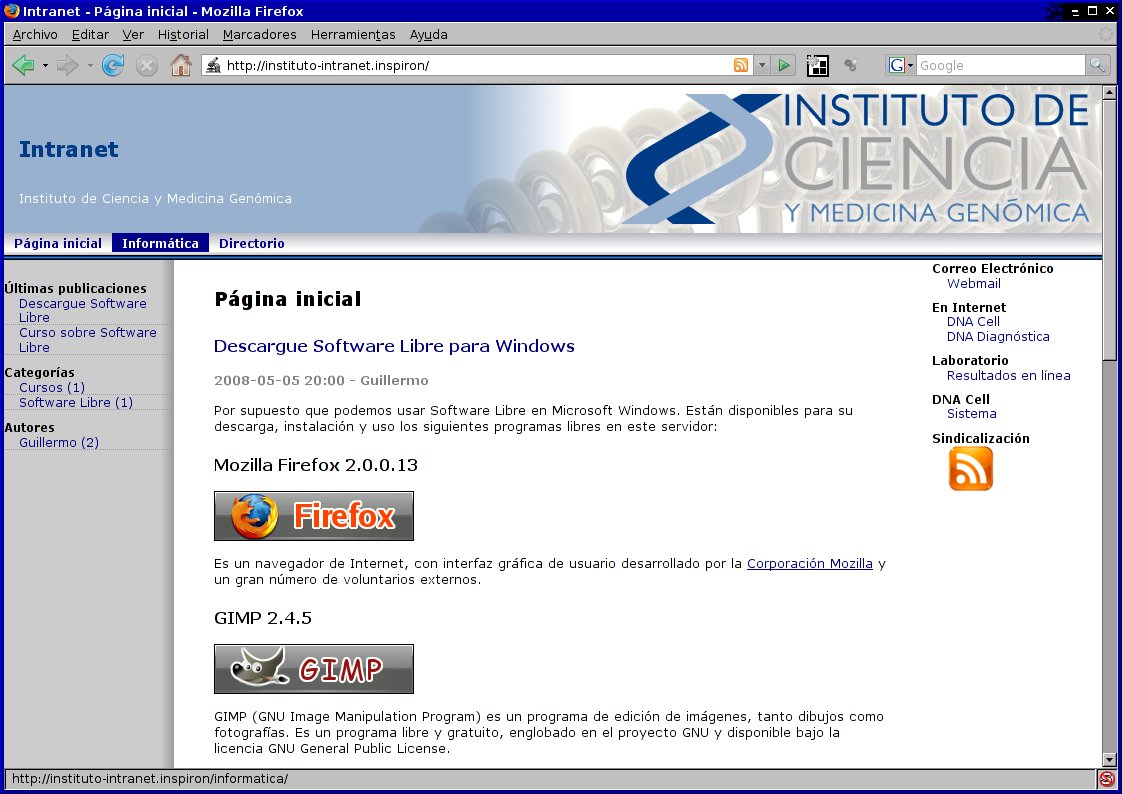 Intranet - Página inicial - Mozilla Firefox
Archivo Editar Ver Historial Marcadores Herramientas Ayuda
http://instituto-intranet.inspiron/
G Google
Intranet
Instituto de Ciencia y Medicina Genómica
INSTITUTO DE
CIENCIA
Y MEDICINA GENÓMICA
Página inicial Informática Directorio
Últimas publicaciones
Descargue Software
Libre
Curso sobre Software
Libre
Categorías
Cursos (1)
Software Libre (1)
Autores
Guillermo (2)
Página inicial
Descargue Software Libre para Windows
2008-05-05 20:00 - Guillermo
Por supuesto que podemos usar Software Libre en Microsoft Windows. Están disponibles para su
descarga, instalación y uso los siguientes programas libres en este servidor:
Mozilla Firefox 2.0.0.13
Firefox
Es un navegador de Internet, con interfaz gráfica de usuario desarrollado por la Corporación Mozilla y
un gran número de voluntarios externos.
GIMP 2.4.5
GIMP
GIMP (GNU Image Manipulation Program) es un programa de edición de imágenes, tanto dibujos como
fotografías. Es un programa libre y gratuito, englobado en el proyecto GNU y disponible bajo la
licencia GNU General Public License.
Correo Electrónico
Webmail
En Internet
DNA Cell
DNA Diagnóstica
Laboratorio
Resultados en línea
DNA Cell
Sistema
Sindicalización
http://instituto-intranet.inspiron/informatica/